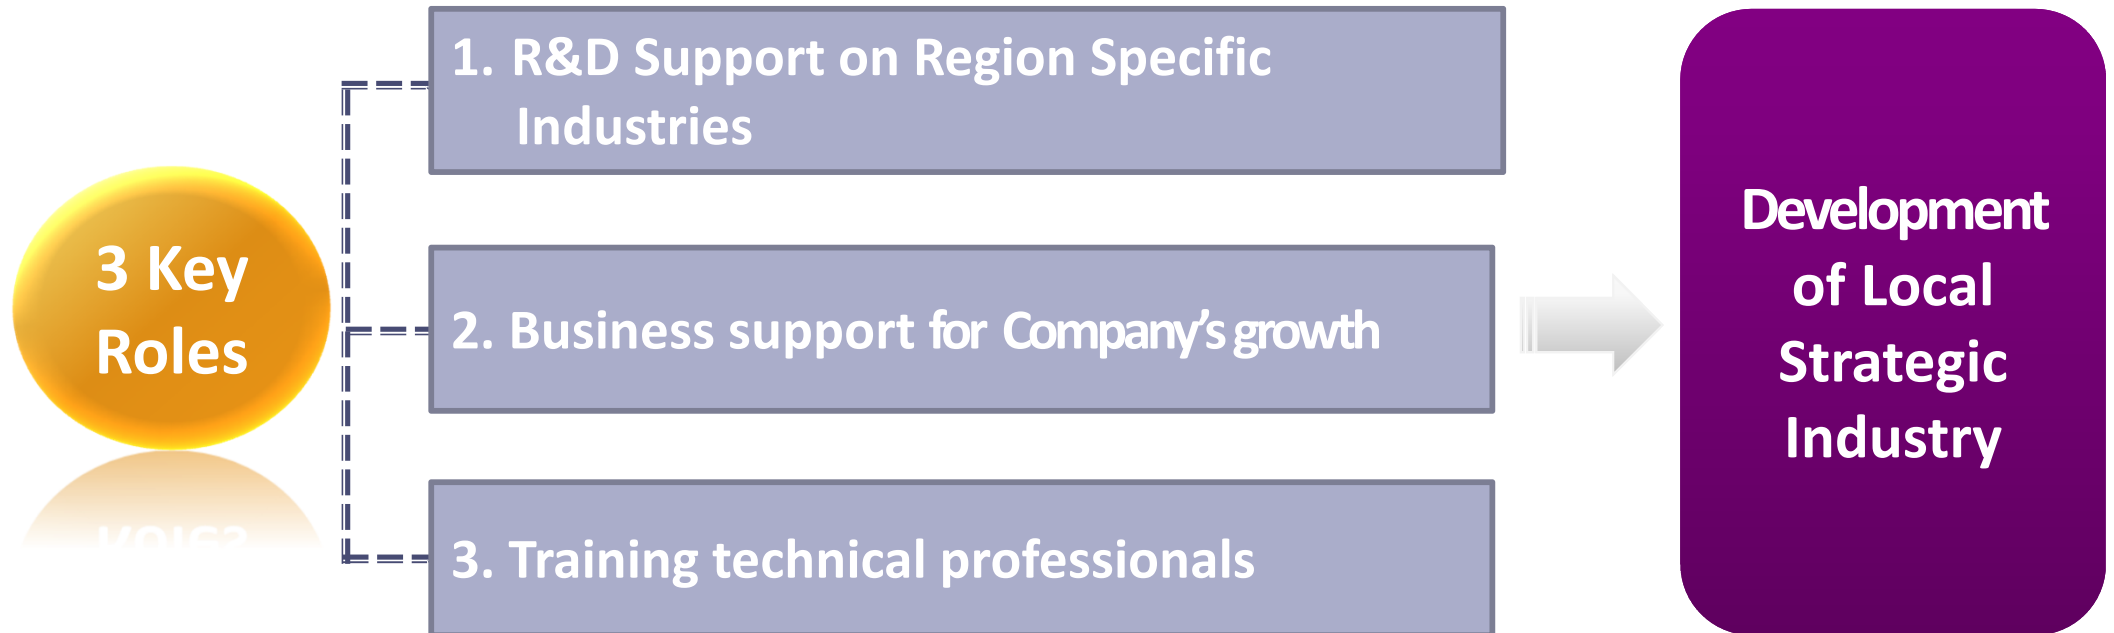 3 Key
Roles
1. R&D Support on Region Specific
Industries
2. Business support for Company’s growth
3. Training technical professionals
Development
of Local
Strategic
Industry